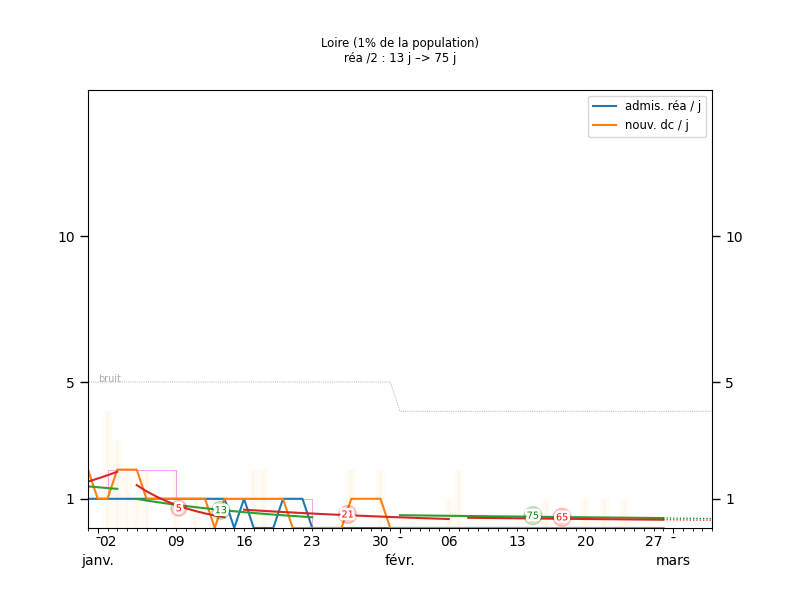 Loire (1% de la population)
réa /2 : 13 j –> 75 j
admis. réa / j
nouv. dc / j
10 10
5 5
bruit
1 1
5 13 21 75 65
02 09 16 23 30 - 06 13 20 27 -
janv. févr. mars